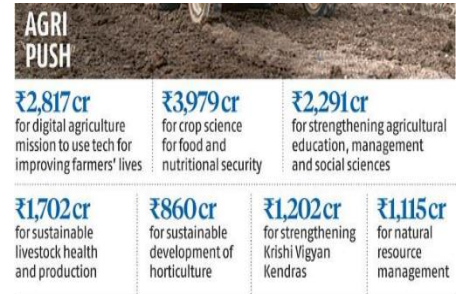 AGRI
PUSH
₹2,817 cr
for digital agriculture
mission to use tech for
improving farmers' lives
₹3,979 cr
for crop science
for food and
nutritional security
₹2,291 cr
for strengthening agricultural
education, management
and social sciences
₹1,702 cr
for sustainable
livestock health
and production
₹860 cr
for sustainable
development of
horticulture
₹1,202 cr
for strengthening
Krishi Vigyan
Kendras
₹1,115 cr
for natural
resource
management